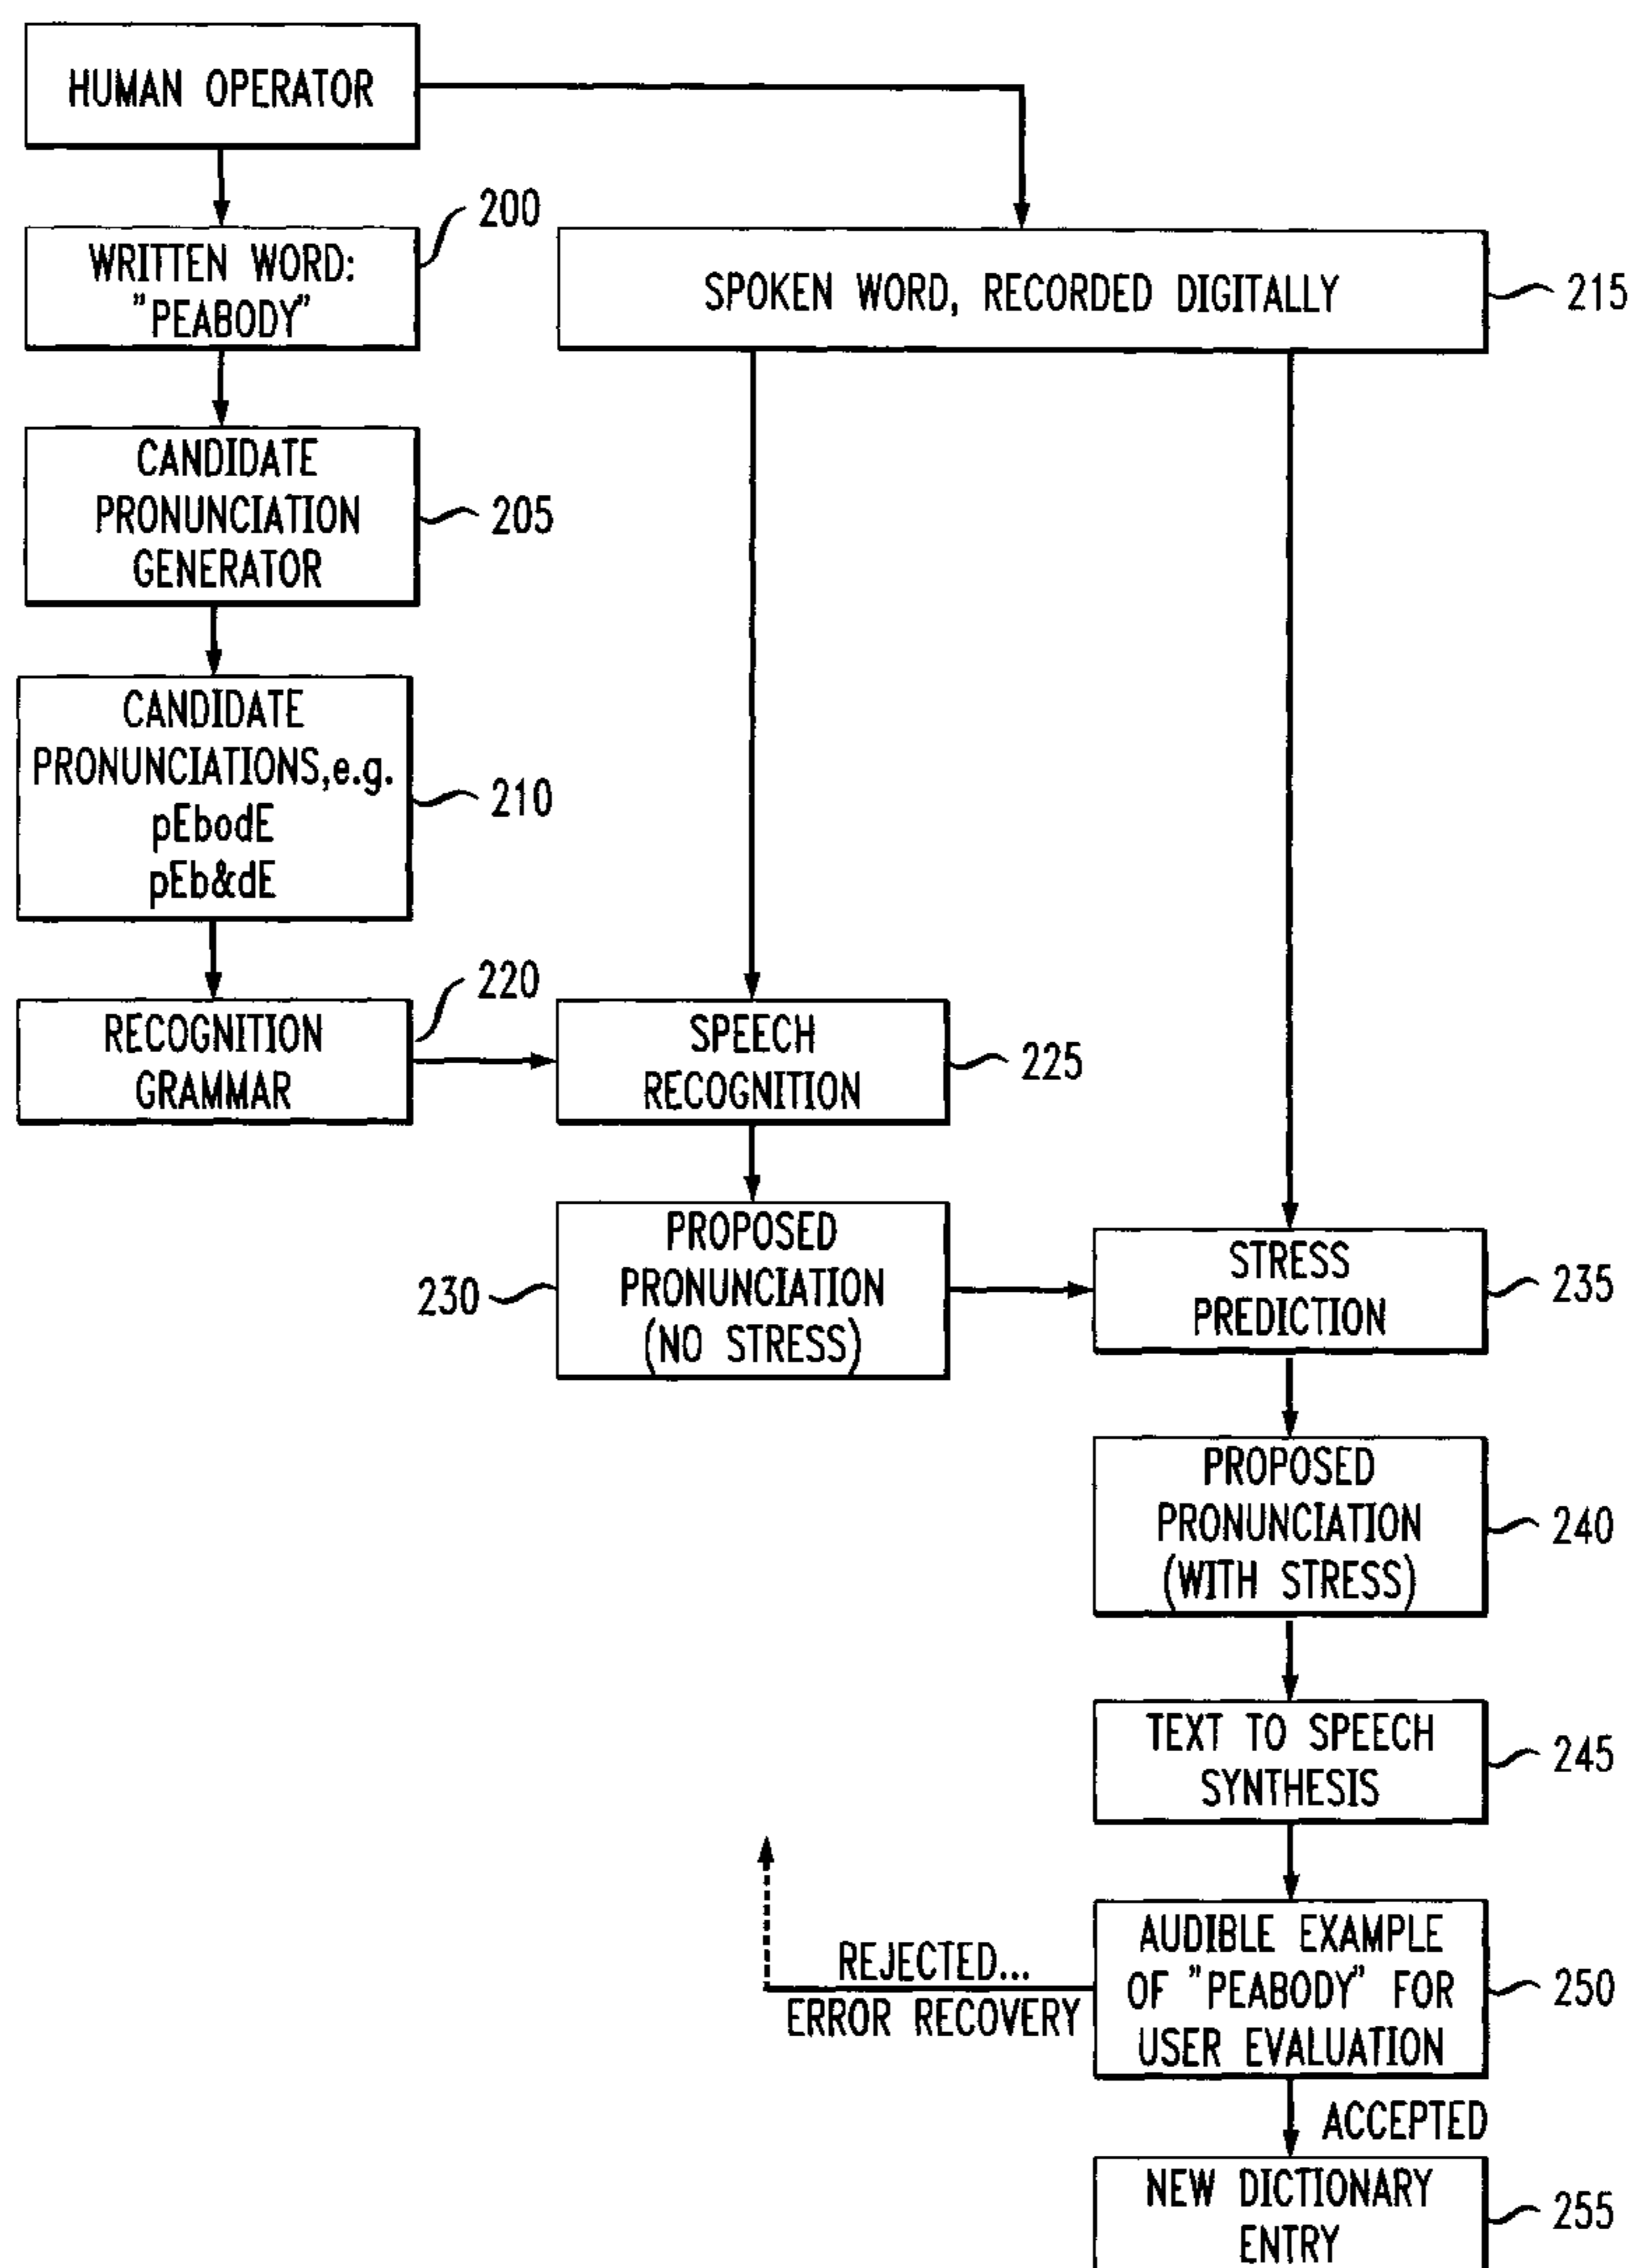 HUMAN OPERATOR
200
WRITTEN WORD:
"PEABODY"
SPOKEN WORD, RECORDED DIGITALLY
215
CANDIDATE
PRONUNCIATION
GENERATOR
205
CANDIDATE
PRONUNCIATIONS,e.g.
pEbodE
pEb&dE
210
220
RECOGNITION
GRAMMAR
SPEECH
RECOGNITION
225
230
PROPOSED
PRONUNCIATION
(NO STRESS)
STRESS
PREDICTION
235
PROPOSED
PRONUNCIATION
(WITH STRESS)
240
TEXT TO SPEECH
SYNTHESIS
245
REJECTED...
ERROR RECOVERY
AUDIBLE EXAMPLE
OF "PEABODY" FOR
USER EVALUATION
250
ACCEPTED
NEW DICTIONARY
ENTRY
255